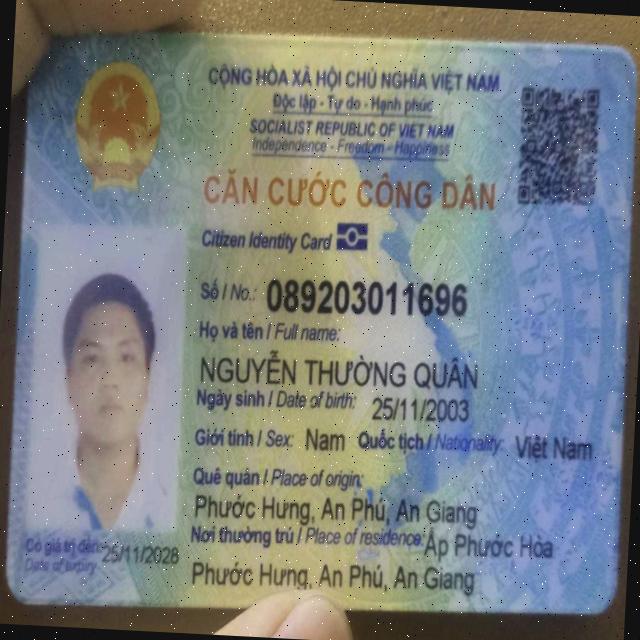 CỘNG HÒA XÃ HỘI CHỦ NGHĨA VIỆT NAM
Độc lập - Tự do - Hạnh phúc
SOCIALIST REPUBLIC OF VIET NAM
Independence - Freedom - Happiness
CĂN CƯỚC CÔNG DÂN
Citizen Identity Card
Số / No.: 089203011696
Họ và tên / Full name:
NGUYỄN THƯỜNG QUÂN
Ngày sinh / Date of birth: 25/11/2003
Giới tính / Sex: Nam Quốc tịch / Nationality: Việt Nam
Quê quán / Place of origin:
Phước Hưng, An Phú, An Giang
Nơi thường trú / Place of residence: Ấp Phước Hòa
Phước Hưng, An Phú, An Giang
Có giá trị đến: 25/11/2028
Date of expiry